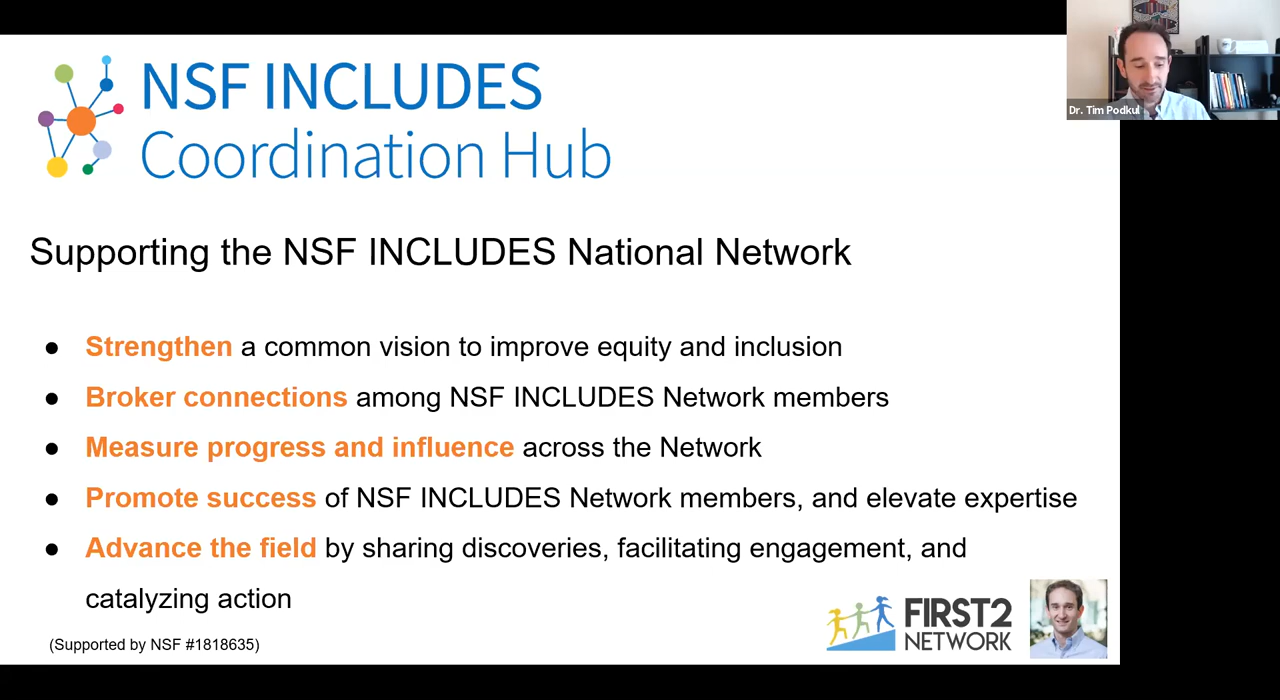 NSF INCLUDES
Coordination Hub
Dr. Tim Podkul
Supporting the NSF INCLUDES National Network
● Strengthen a common vision to improve equity and inclusion
● Broker connections among NSF INCLUDES Network members
● Measure progress and influence across the Network
● Promote success of NSF INCLUDES Network members, and elevate expertise
● Advance the field by sharing discoveries, facilitating engagement, and
catalyzing action
(Supported by NSF #1818635)
FIRST2
NETWORK